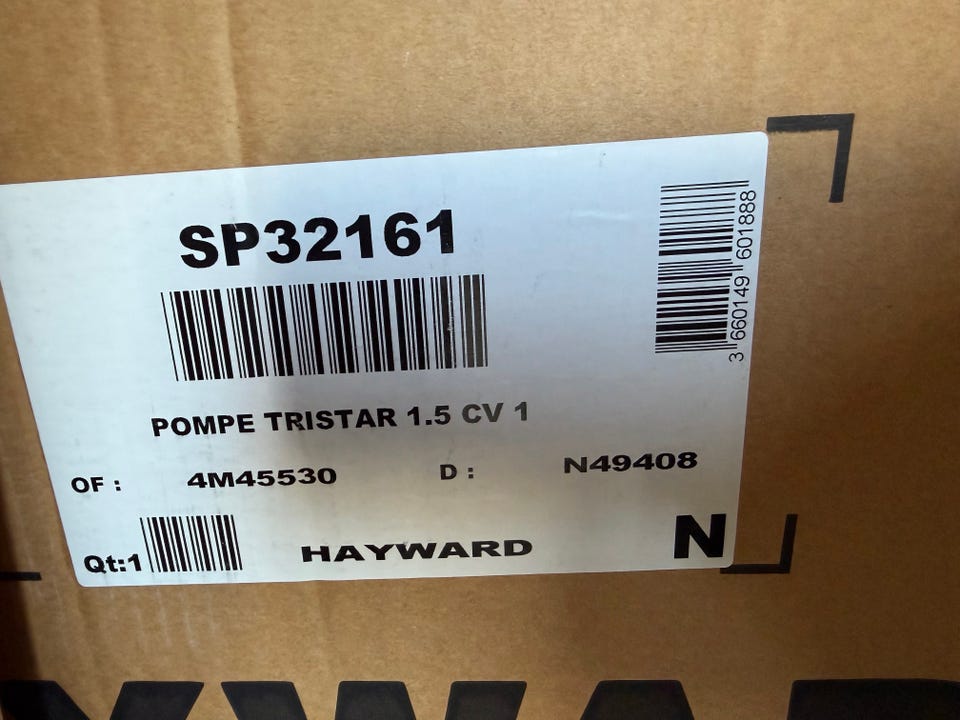 SP32161
3 660149 601888
POMPE TRISTAR 1.5 CV 1
OF : 4M45530 D : N49408
Qt:1 HAYWARD N